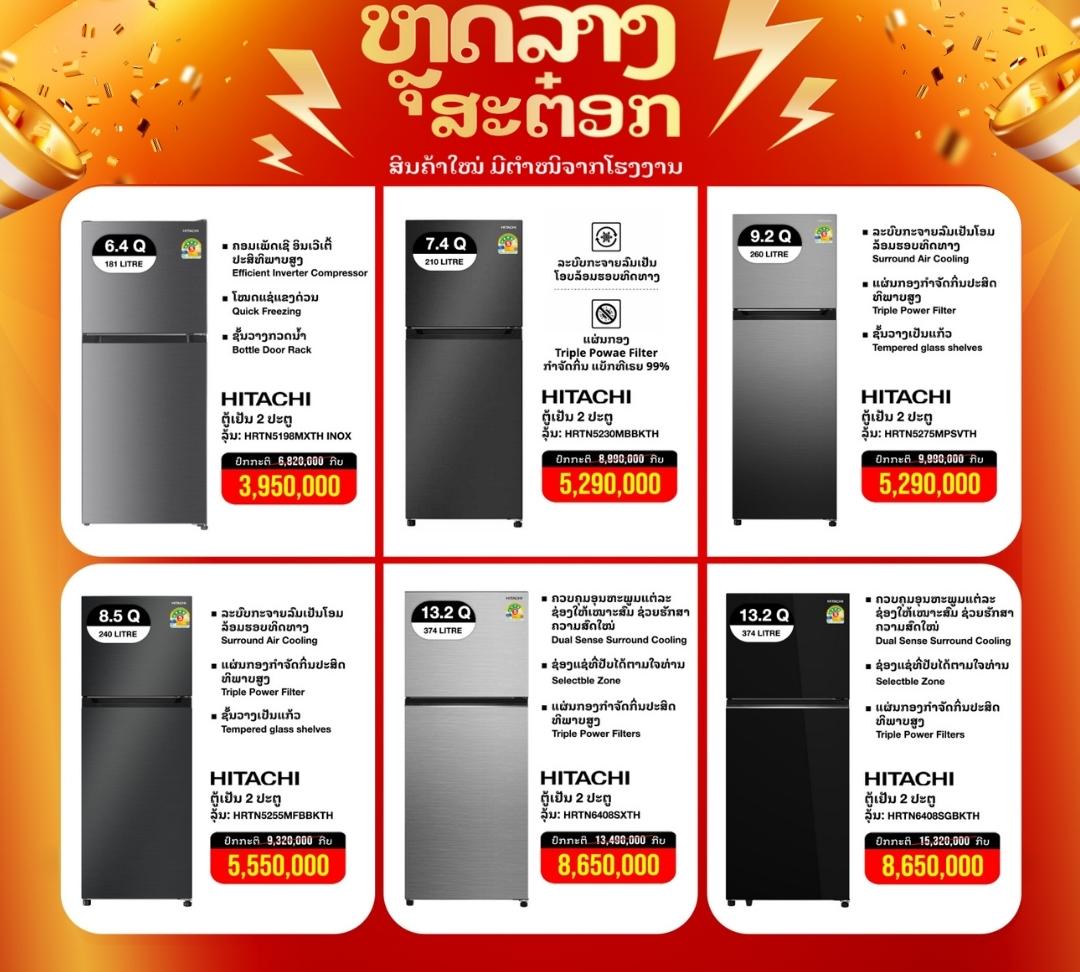 ຫຼຸດລາງ
ສະຕ໋ອກ
ສິນຄ້າໃໝ່ ມີຕຳໜິຈາກໂຮງງານ
6.4 Q
181 LITRE
HITACHI
▪ ຄອມເພັດເຊີ ອິນເວີເຕີ້
ປະສິທິພາບສູງ
Efficient Inverter Compressor
▪ ໂໝດແຊ່ແຂງດ່ວນ
Quick Freezing
▪ ຊັ້ນວາງກວດນ້ຳ
Bottle Door Rack
HITACHI
ຕູ້ເຢັນ 2 ປະຕູ
ລຸ້ນ: HRTN5198MXTH INOX
ປົກກະຕິ 6,820,000 ກີບ
3,950,000
7.4 Q
210 LITRE
HITACHI
ລະບົບກະຈາຍລົມເຢັນ
ໂອບລ້ອມຮອບທິດທາງ
ແຜ່ນກອງ
Triple Powae Filter
ກຳຈັດກິ່ນ ແບັກທີເຣຍ 99%
HITACHI
ຕູ້ເຢັນ 2 ປະຕູ
ລຸ້ນ: HRTN5230MBBKTH
ປົກກະຕິ 8,990,000 ກີບ
5,290,000
9.2 Q
260 LITRE
HITACHI
▪ ລະບົບກະຈາຍລົມເຢັນໂອມ
ລ້ອມຮອບທິດທາງ
Surround Air Cooling
▪ ແຜ່ນກອງກຳຈັດກິ່ນປະສິດ
ທິພາບສູງ
Triple Power Filter
▪ ຊັ້ນວາງເປັນແກ້ວ
Tempered glass shelves
HITACHI
ຕູ້ເຢັນ 2 ປະຕູ
ລຸ້ນ: HRTN5275MPSVTH
ປົກກະຕິ 9,990,000 ກີບ
5,290,000
8.5 Q
240 LITRE
HITACHI
▪ ລະບົບກະຈາຍລົມເຢັນໂອມ
ລ້ອມຮອບທິດທາງ
Surround Air Cooling
▪ ແຜ່ນກອງກຳຈັດກິ່ນປະສິດ
ທິພາບສູງ
Triple Power Filter
▪ ຊັ້ນວາງເປັນແກ້ວ
Tempered glass shelves
HITACHI
ຕູ້ເຢັນ 2 ປະຕູ
ລຸ້ນ: HRTN5255MFBBKTH
ປົກກະຕິ 9,320,000 ກີບ
5,550,000
13.2 Q
374 LITRE
HITACHI
▪ ຄວບຄຸມອຸນຫະພູມແຕ່ລະ
ຊ່ອງໃຫ້ເໝາະສົມ ຊ່ວຍຮັກສາ
ຄວາມສົດໃໝ່
Dual Sense Surround Cooling
▪ ຊ່ອງແຊ່ທີ່ປັບໄດ້ຕາມໃຈທ່ານ
Selectble Zone
▪ ແຜ່ນກອງກຳຈັດກິ່ນປະສິດ
ທິພາບສູງ
Triple Power Filters
HITACHI
ຕູ້ເຢັນ 2 ປະຕູ
ລຸ້ນ: HRTN6408SXTH
ປົກກະຕິ 13,490,000 ກີບ
8,650,000
13.2 Q
374 LITRE
HITACHI
▪ ຄວບຄຸມອຸນຫະພູມແຕ່ລະ
ຊ່ອງໃຫ້ເໝາະສົມ ຊ່ວຍຮັກສາ
ຄວາມສົດໃໝ່
Dual Sense Surround Cooling
▪ ຊ່ອງແຊ່ທີ່ປັບໄດ້ຕາມໃຈທ່ານ
Selectble Zone
▪ ແຜ່ນກອງກຳຈັດກິ່ນປະສິດ
ທິພາບສູງ
Triple Power Filters
HITACHI
ຕູ້ເຢັນ 2 ປະຕູ
ລຸ້ນ: HRTN6408SGBKTH
ປົກກະຕິ 15,320,000 ກີບ
8,650,000